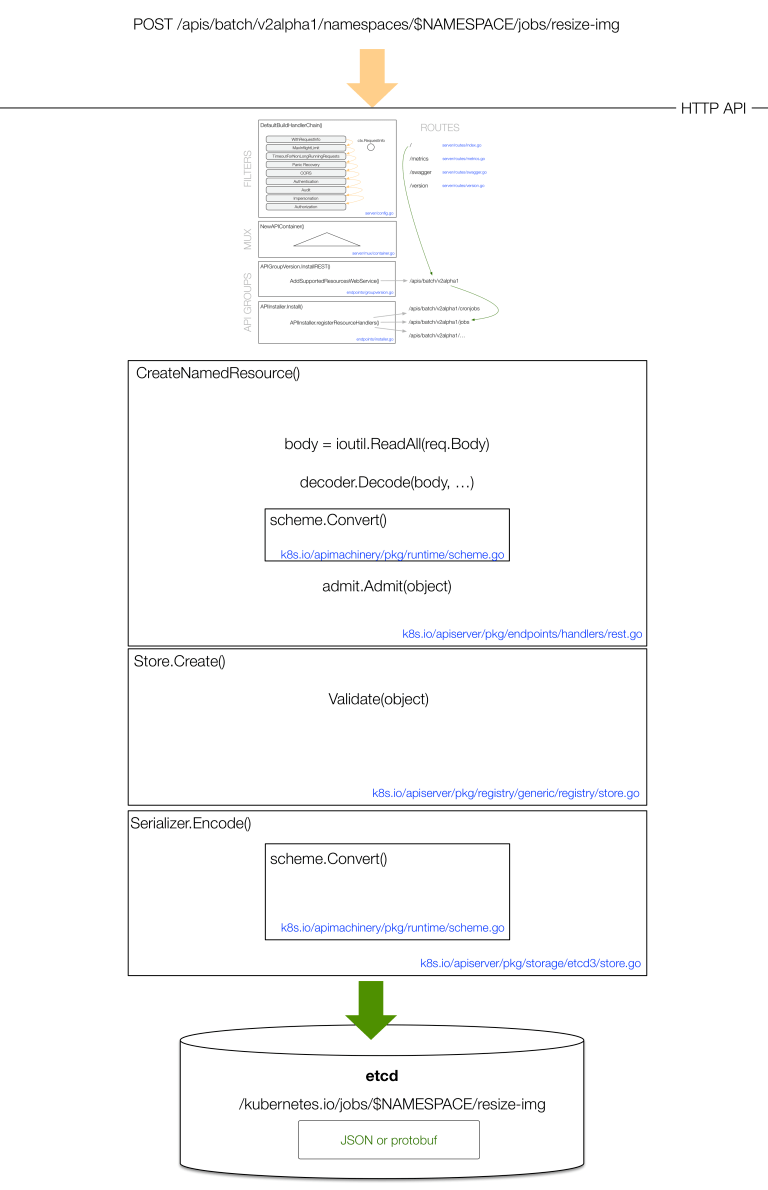 POST /apis/batch/v2alpha1/namespaces/$NAMESPACE/jobs/resize-img
HTTP API
DefaultBuildHandlerChain()
ROUTES
FILTERS
WithRequestInfo
MaxInflightLimit
TimeoutForNonLongRunningRequests
Panic Recovery
CORS
Authentication
Audit
Impersonation
Authorization
ctx.RequestInfo
server/config.go
/
server/routes/index.go
/metrics
server/routes/metrics.go
/swagger
server/routes/swagger.go
/version
server/routes/version.go
MUX
NewAPIContainer()
server/mux/container.go
API GROUPS
APIGroupVersion.InstallREST()
AddSupportedResourcesWebService()
/apis/batch/v2alpha1
endpoints/groupversion.go
APIInstaller.Install()
APIInstaller.registerResourceHandlers()
endpoints/installer.go
/apis/batch/v2alpha1/cronjobs
/apis/batch/v2alpha1/jobs
/apis/batch/v2alpha1/…
CreateNamedResource()
body = ioutil.ReadAll(req.Body)
decoder.Decode(body, …)
scheme.Convert()
k8s.io/apimachinery/pkg/runtime/scheme.go
admit.Admit(object)
k8s.io/apiserver/pkg/endpoints/handlers/rest.go
Store.Create()
Validate(object)
k8s.io/apiserver/pkg/registry/generic/registry/store.go
Serializer.Encode()
scheme.Convert()
k8s.io/apimachinery/pkg/runtime/scheme.go
k8s.io/apiserver/pkg/storage/etcd3/store.go
etcd
/kubernetes.io/jobs/$NAMESPACE/resize-img
JSON or protobuf